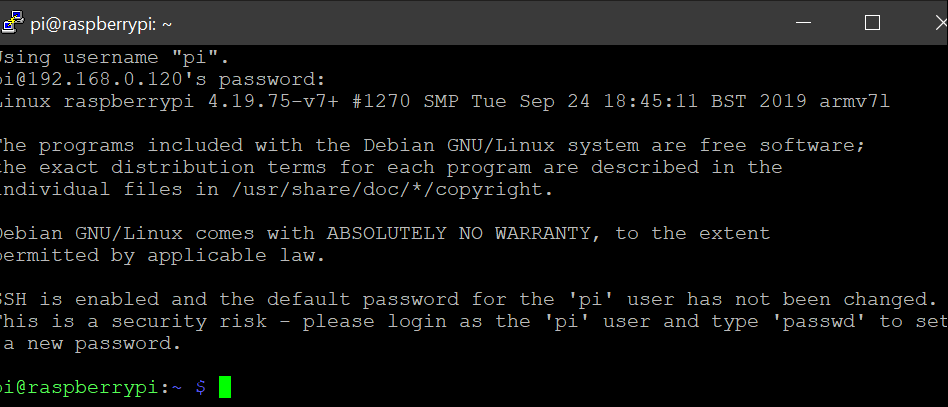 pi@raspberrypi: ~
Using username "pi".
pi@192.168.0.120's password:
Linux raspberrypi 4.19.75-v7+ #1270 SMP Tue Sep 24 18:45:11 BST 2019 armv7l
The programs included with the Debian GNU/Linux system are free software;
the exact distribution terms for each program are described in the
individual files in /usr/share/doc/*/copyright.
Debian GNU/Linux comes with ABSOLUTELY NO WARRANTY, to the extent
permitted by applicable law.
SSH is enabled and the default password for the 'pi' user has not been changed.
This is a security risk - please login as the 'pi' user and type 'passwd' to set
a new password.
pi@raspberrypi:~ $